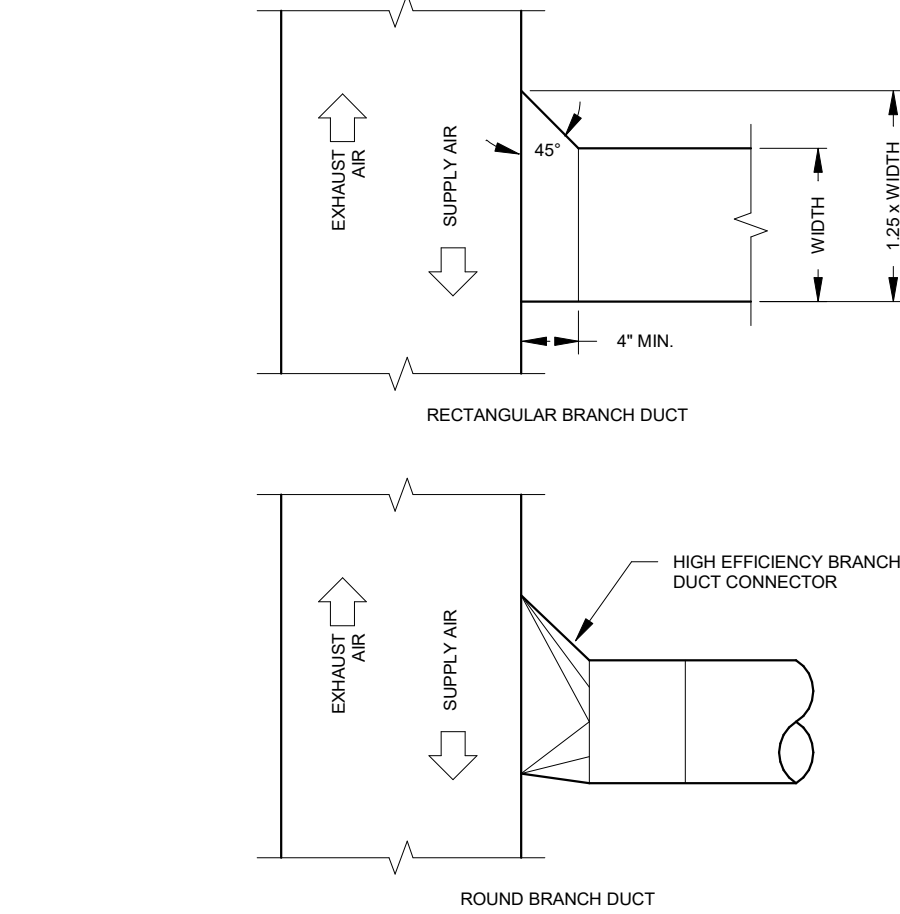 EXHAUST
AIR
SUPPLY AIR
45°
WIDTH
1.25 x WIDTH
4" MIN.
RECTANGULAR BRANCH DUCT
HIGH EFFICIENCY BRANCH
DUCT CONNECTOR
EXHAUST
AIR
SUPPLY AIR
ROUND BRANCH DUCT